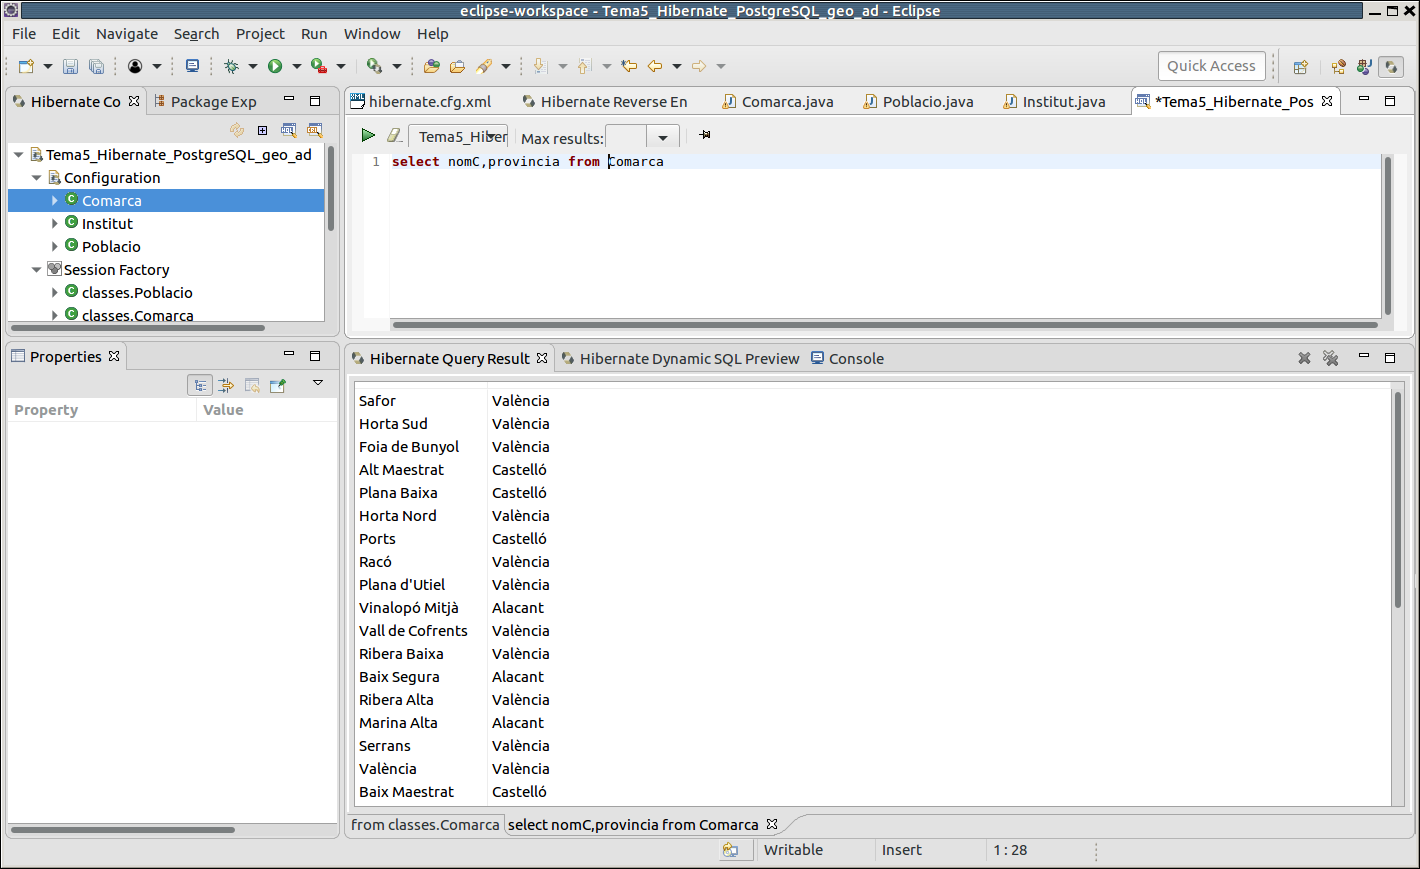 eclipse-workspace - Tema5_Hibernate_PostgreSQL_geo_ad - Eclipse
File Edit Navigate Search Project Run Window Help
Quick Access
Hibernate Co Package Exp
hibernate.cfg.xml Hibernate Reverse En Comarca.java Poblacio.java Institut.java *Tema5_Hibernate_Pos
Tema5_Hiber Max results:
Tema5_Hibernate_PostgreSQL_geo_ad
Configuration
Comarca
Institut
Poblacio
Session Factory
classes.Poblacio
classes.Comarca
1 select nomC,provincia from Comarca
Properties
Property Value
Hibernate Query Result Hibernate Dynamic SQL Preview Console
Safor València
Horta Sud València
Foia de Bunyol València
Alt Maestrat Castelló
Plana Baixa Castelló
Horta Nord València
Ports Castelló
Racó València
Plana d'Utiel València
Vinalopó Mitjà Alacant
Vall de Cofrents València
Ribera Baixa València
Baix Segura Alacant
Ribera Alta València
Marina Alta Alacant
Serrans València
València València
Baix Maestrat Castelló
from classes.Comarca select nomC,provincia from Comarca
Writable Insert 1 : 28